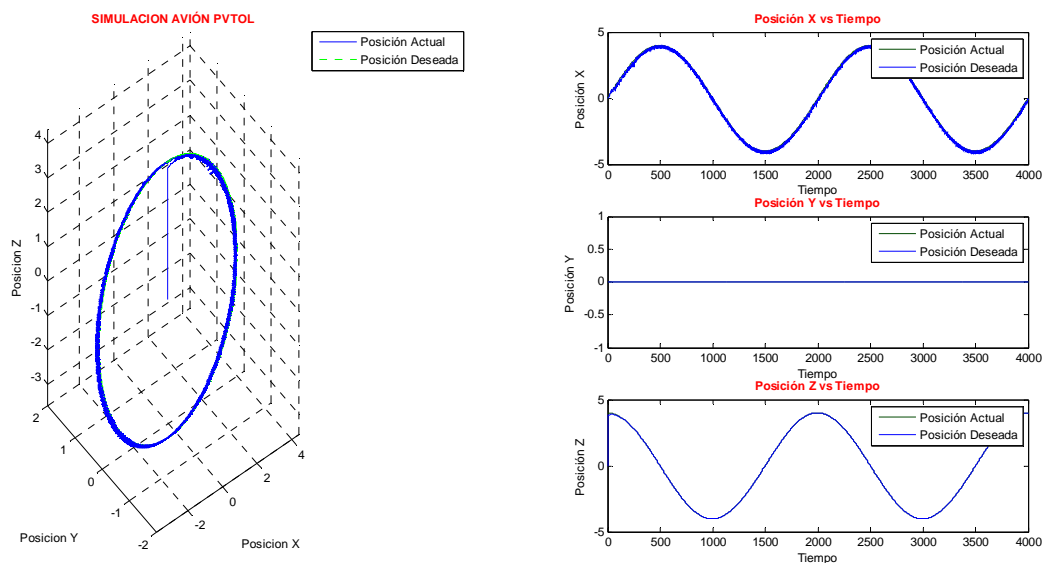 SIMULACION AVIÓN PVTOL
Posición Actual
Posición Deseada
4
3
2
1
0
-1
-2
-3
Posicion Z
2
1
0
-1
-2
Posicion Y
-2
0
2
4
Posicion X
Posición X vs Tiempo
Posición Actual
Posición Deseada
5
0
-5
Posición X
0 500 1000 1500 2000 2500 3000 3500 4000
Tiempo
Posición Y vs Tiempo
Posición Actual
Posición Deseada
1
0.5
0
-0.5
-1
Posición Y
0 500 1000 1500 2000 2500 3000 3500 4000
Tiempo
Posición Z vs Tiempo
Posición Actual
Posición Deseada
5
0
-5
Posición Z
0 500 1000 1500 2000 2500 3000 3500 4000
Tiempo